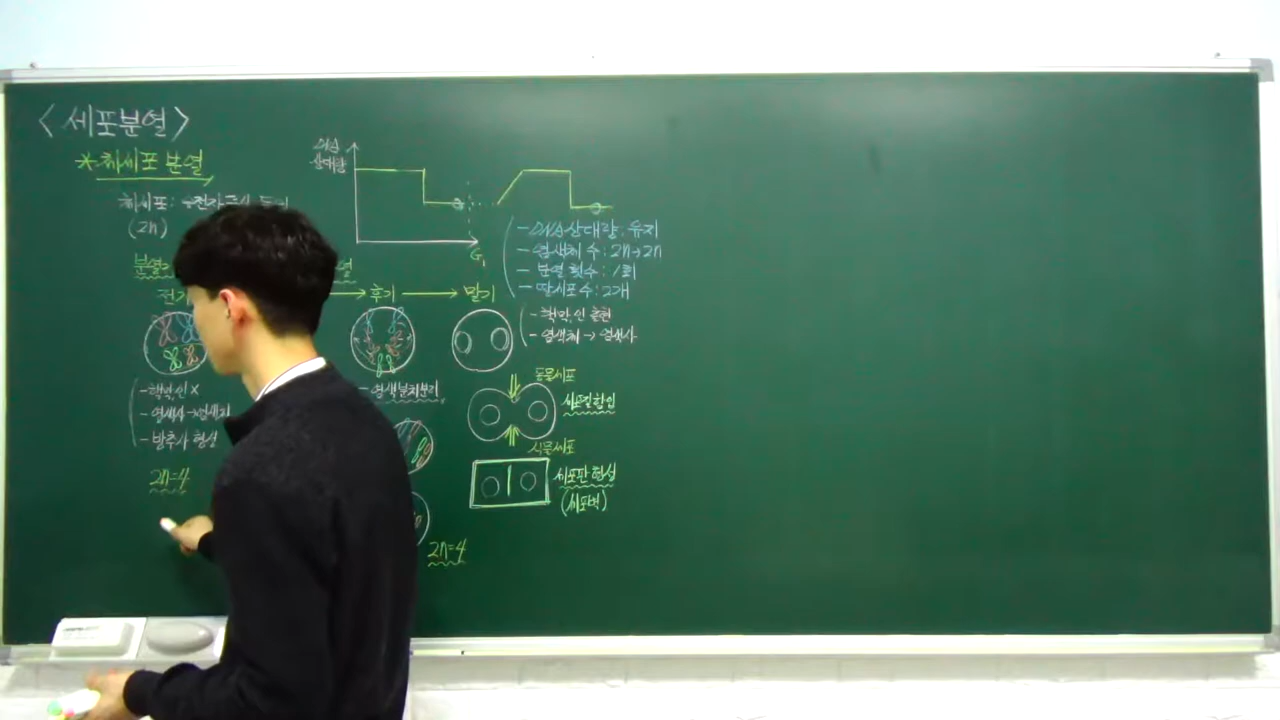 <세포분열>
*체세포 분열
DNA
상대량
체세포:
(2n)
G₁
- DNA상대량: 유지
- 염색체 수: 2n→2n
- 분열횟수: 1회
- 딸세포수: 2개
전기
후기
말기
- 핵막,인 출현
- 염색체 → 염색사
- 핵막,인 X
- 염색사→염색체
- 방추사 형성
2n=4
- 염색분체분리
동물세포
세포질함입
식물세포
세포판 형성
(세포벽)
2n=4